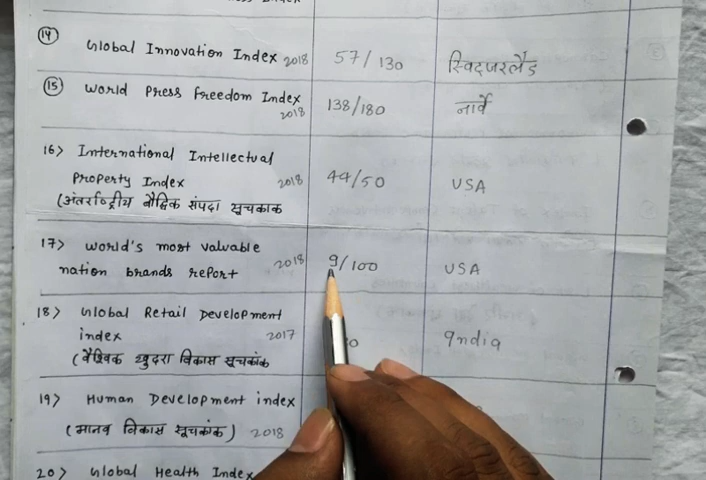 14 Global Innovation Index 2018 57/130 स्विट्जरलैंड
15 World Press Freedom Index 2018 138/180 नार्वे
16> International Intellectual
Property Index 2018 44/50 USA
(अंतर्राष्ट्रीय बौद्धिक संपदा सूचकाक
17> World's most valuable
nation brands report 2018 9/100 USA
18> Global Retail Development
index 2017 India
(वैश्विक खुदरा विकास सूचकांक
19> Human Development index
(मानव विकास सूचकांक) 2018
20> Global Health Index